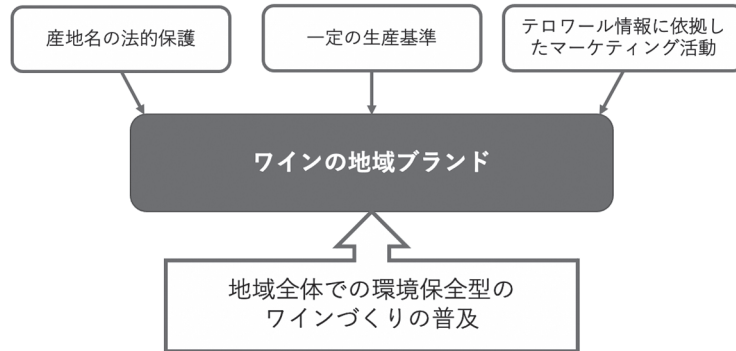 産地名の法的保護
一定の生産基準
テロワール情報に依拠し
たマーケティング活動
ワインの地域ブランド
地域全体での環境保全型の
ワインづくりの普及